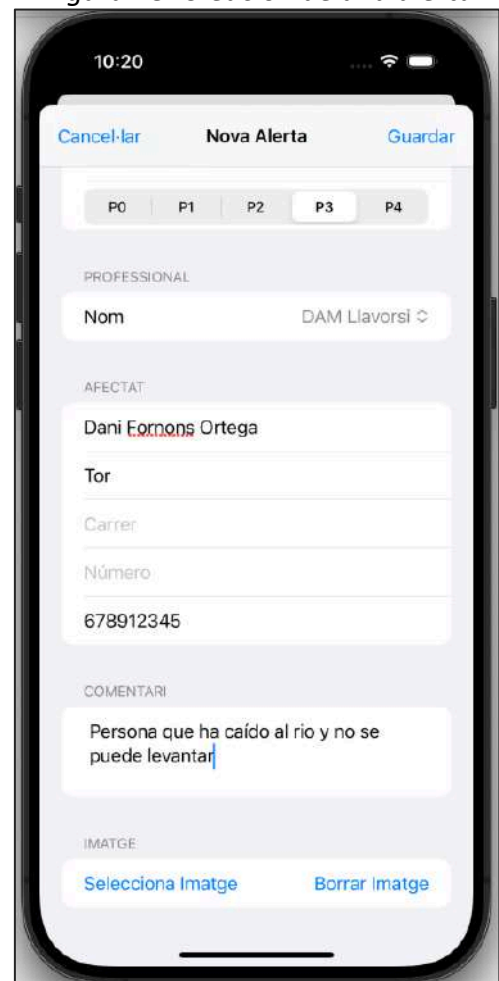 10:20
Cancel·lar Nova Alerta Guardar
P0 P1 P2 P3 P4
PROFESSIONAL
Nom DAM Llavorsi
AFECTAT
Dani Fornons Ortega
Tor
Carrer
Número
678912345
COMENTARI
Persona que ha caído al rio y no se
puede levantar
IMATGE
Selecciona Imatge Borrar Imatge